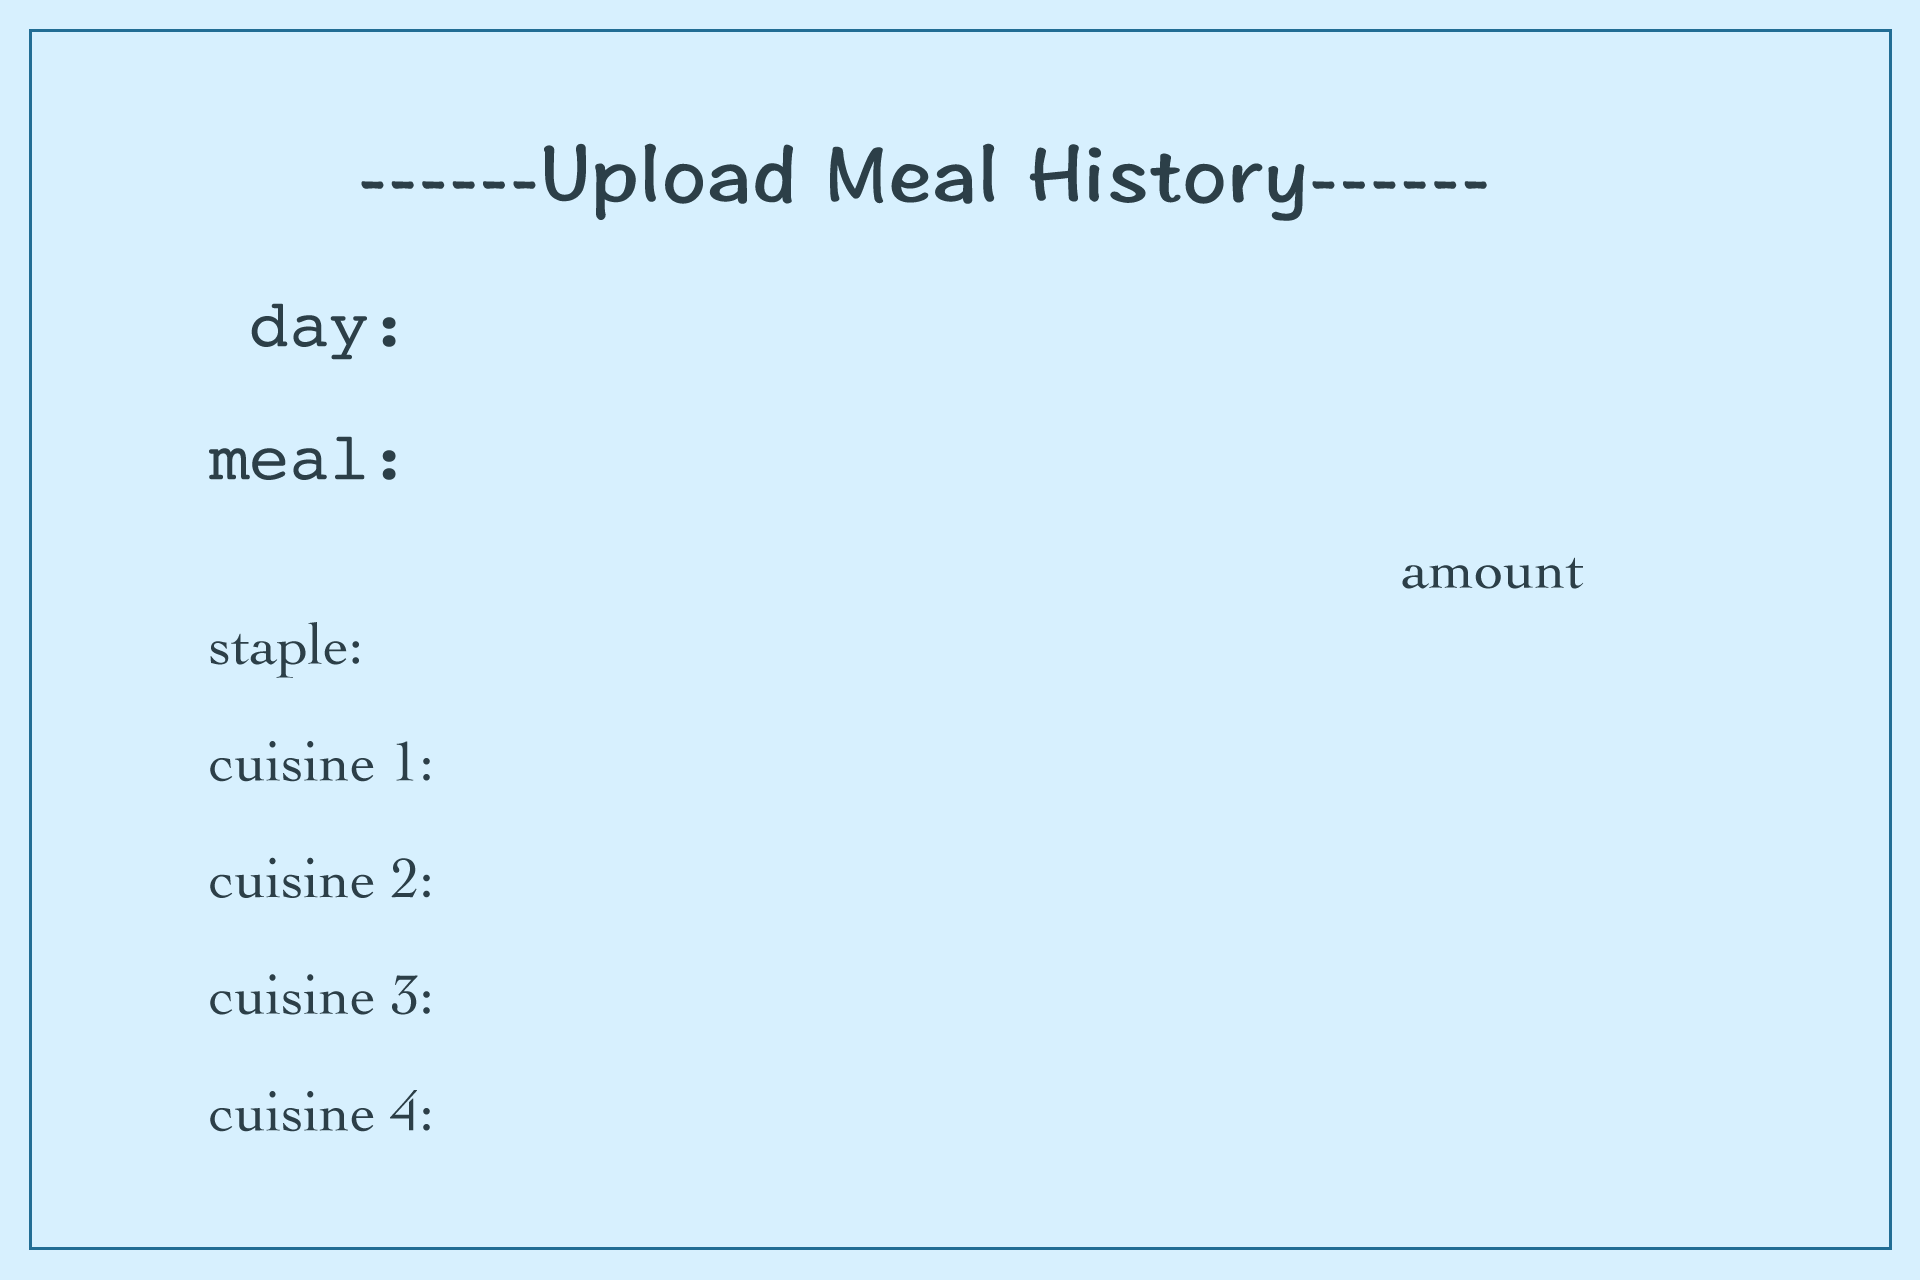 ------Upload Meal History------
day:
meal:
amount
staple:
cuisine 1:
cuisine 2:
cuisine 3:
cuisine 4: